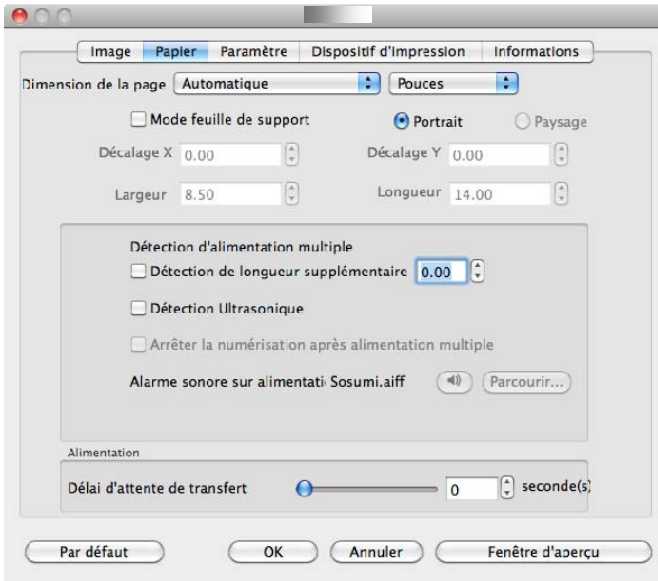 Image Papier Paramètre Dispositif d'impression Informations
Dimension de la page Automatique Pouces
Mode feuille de support Portrait Paysage
Décalage X 0.00 Décalage Y 0.00
Largeur 8.50 Longueur 14.00
Détection d'alimentation multiple
Détection de longueur supplémentaire 0.00
Détection Ultrasonique
Arrêter la numérisation après alimentation multiple
Alarme sonore sur alimentati Sosumi.aiff Parcourir...
Alimentation
Délai d'attente de transfert 0 seconde(s)
Par défaut OK Annuler Fenêtre d'aperçu